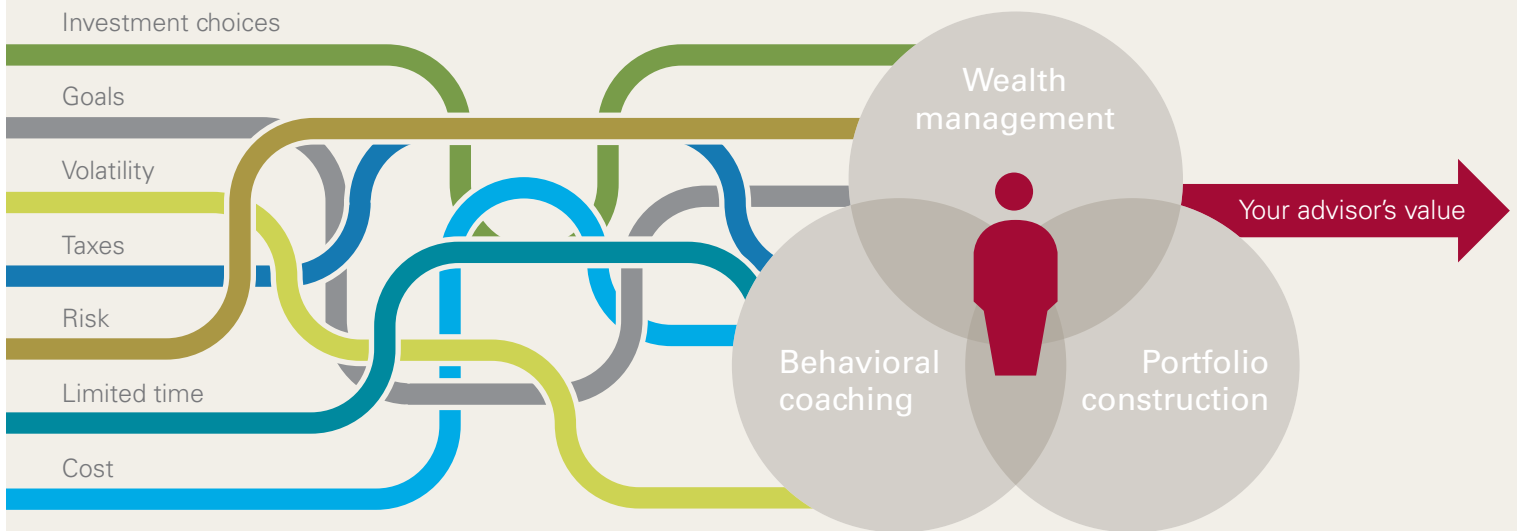 Investment choices
Goals
Volatility
Taxes
Risk
Limited time
Cost
Wealth
management
Behavioral
coaching
Portfolio
construction
Your advisor’s value